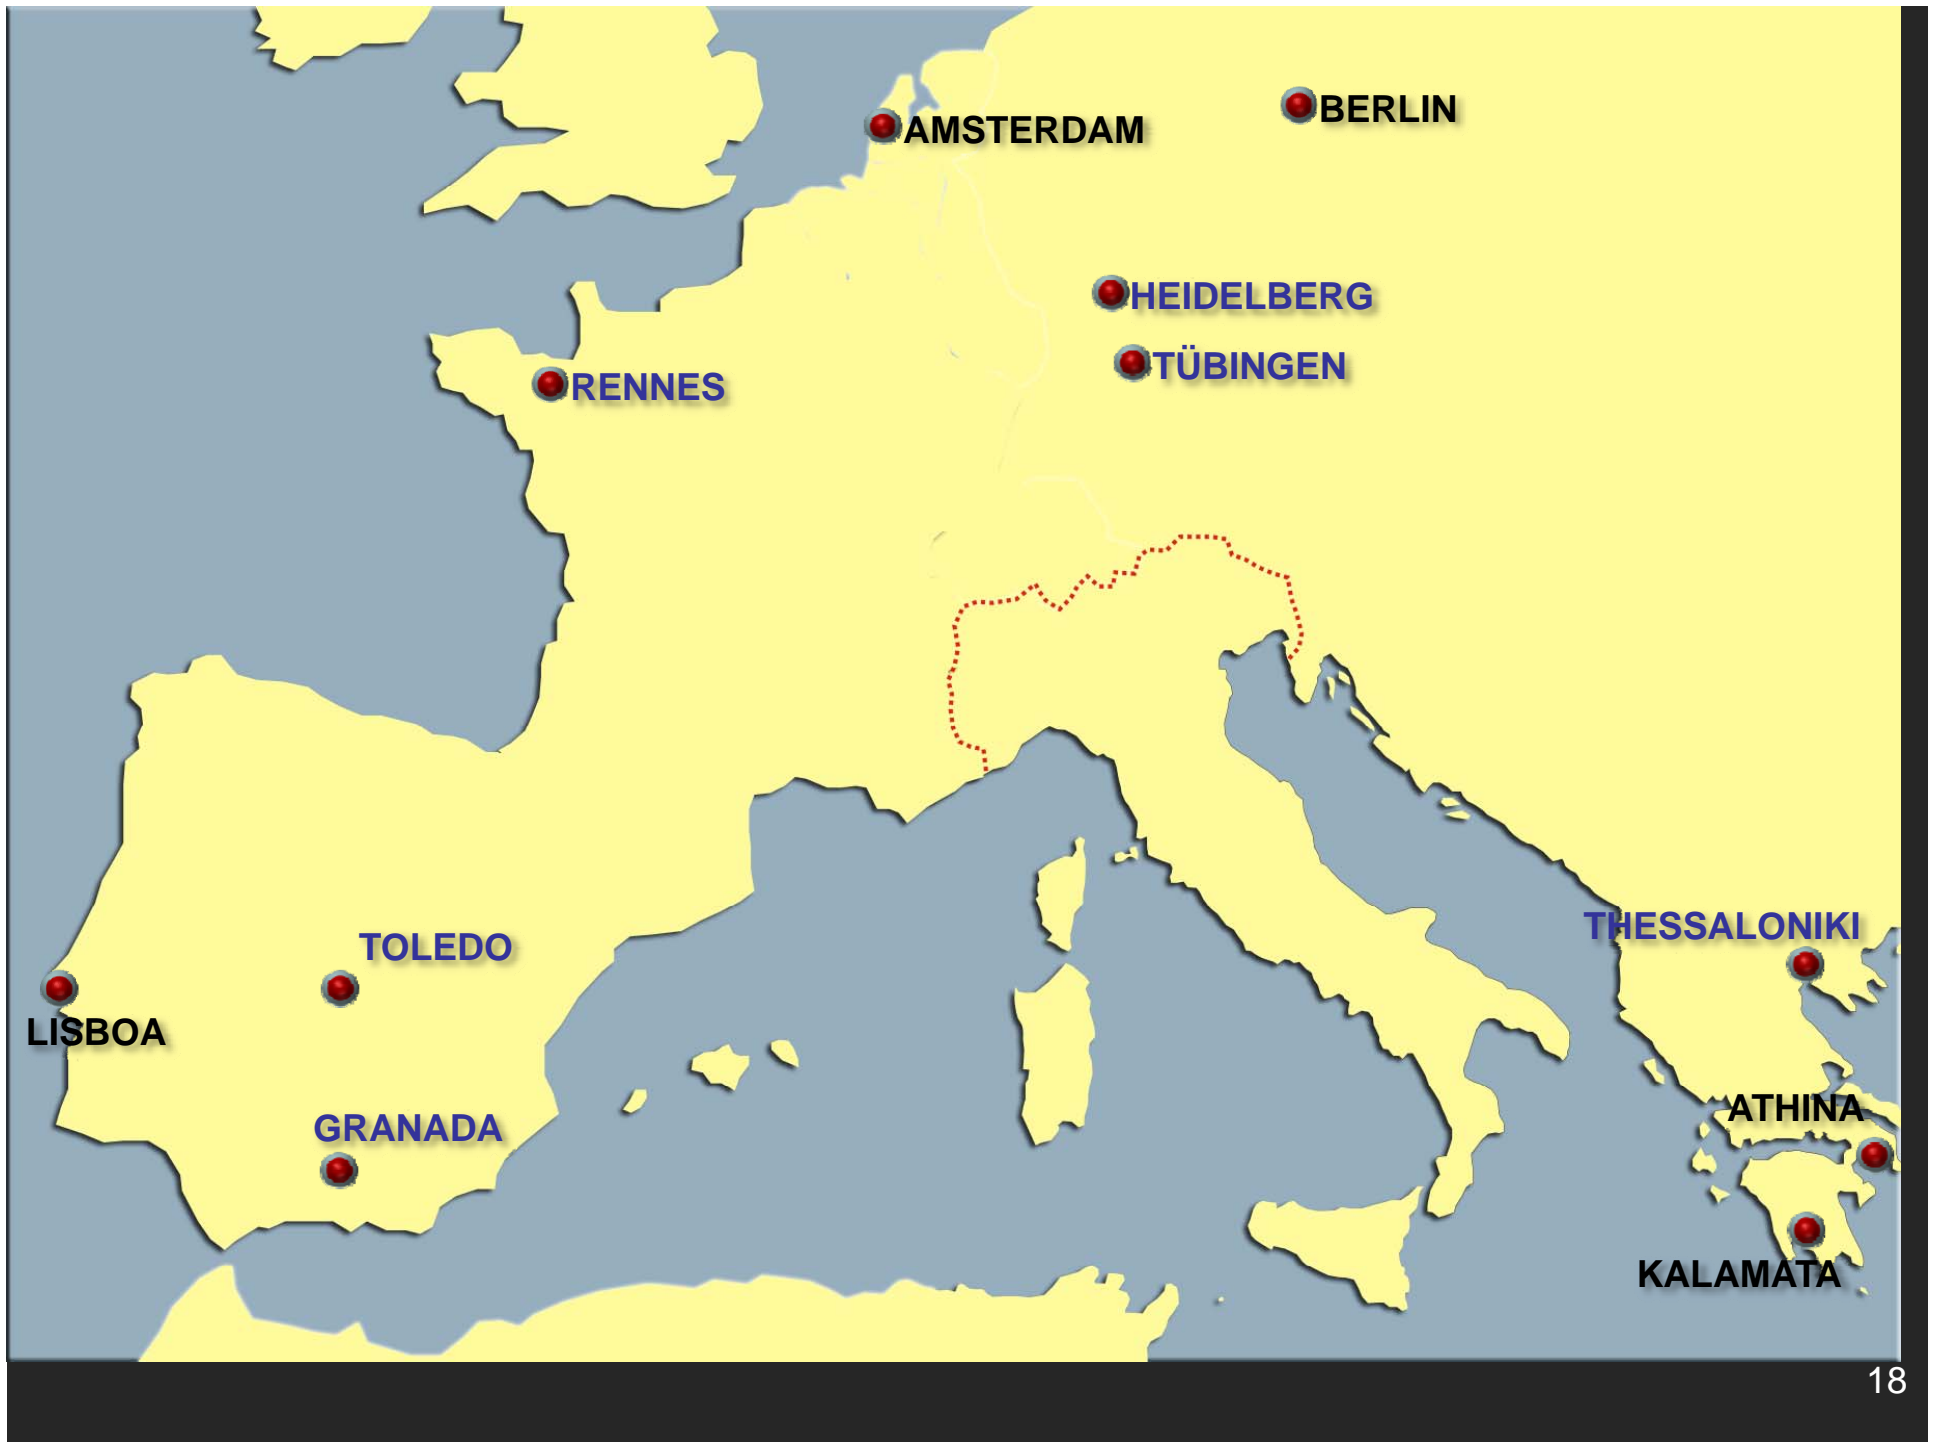 BERLIN
AMSTERDAM
HEIDELBERG
TÜBINGEN
RENNES
THESSALONIKI
TOLEDO
LISBOA
ATHINA
GRANADA
KALAMATA
18